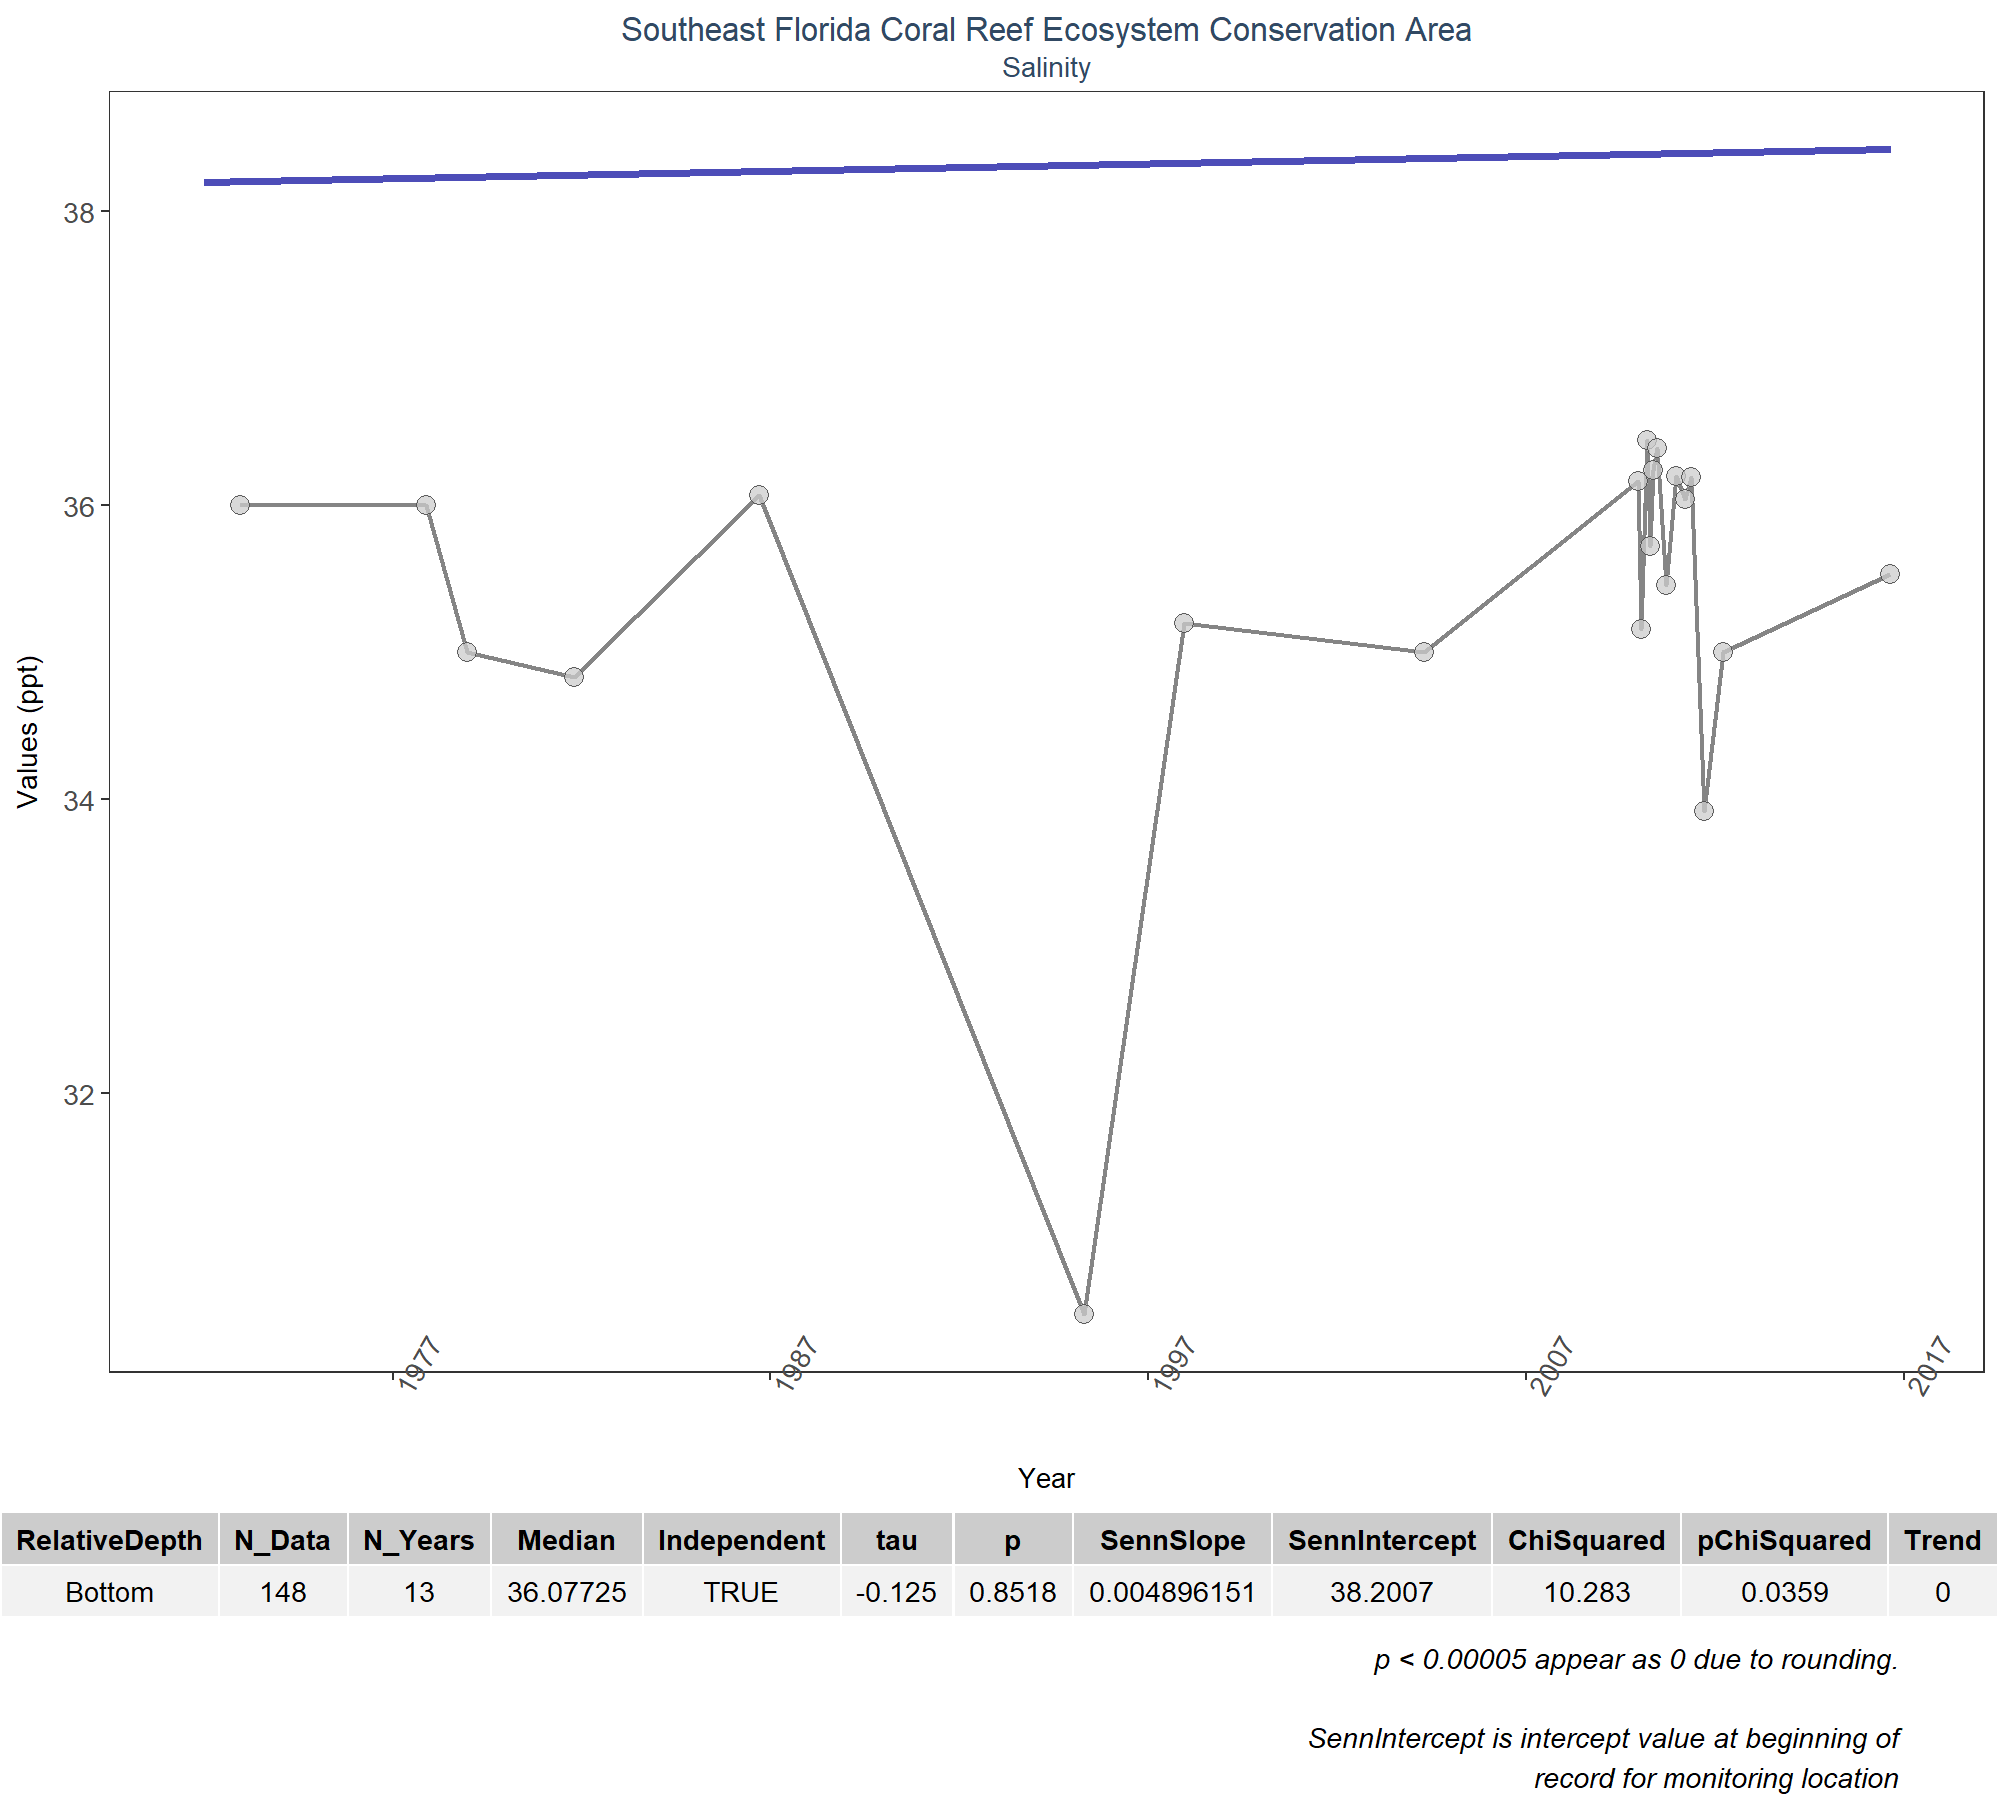 Southeast Florida Coral Reef Ecosystem Conservation Area
Salinity
Values (ppt)
38
36
34
32
1977
1987
1997
2007
2017
Year
RelativeDepth N_Data N_Years Median Independent tau p SennSlope SennIntercept ChiSquared pChiSquared Trend
Bottom 148 13 36.07725 TRUE -0.125 0.8518 0.004896151 38.2007 10.283 0.0359 0
p < 0.00005 appear as 0 due to rounding.
SennIntercept is intercept value at beginning of
record for monitoring location